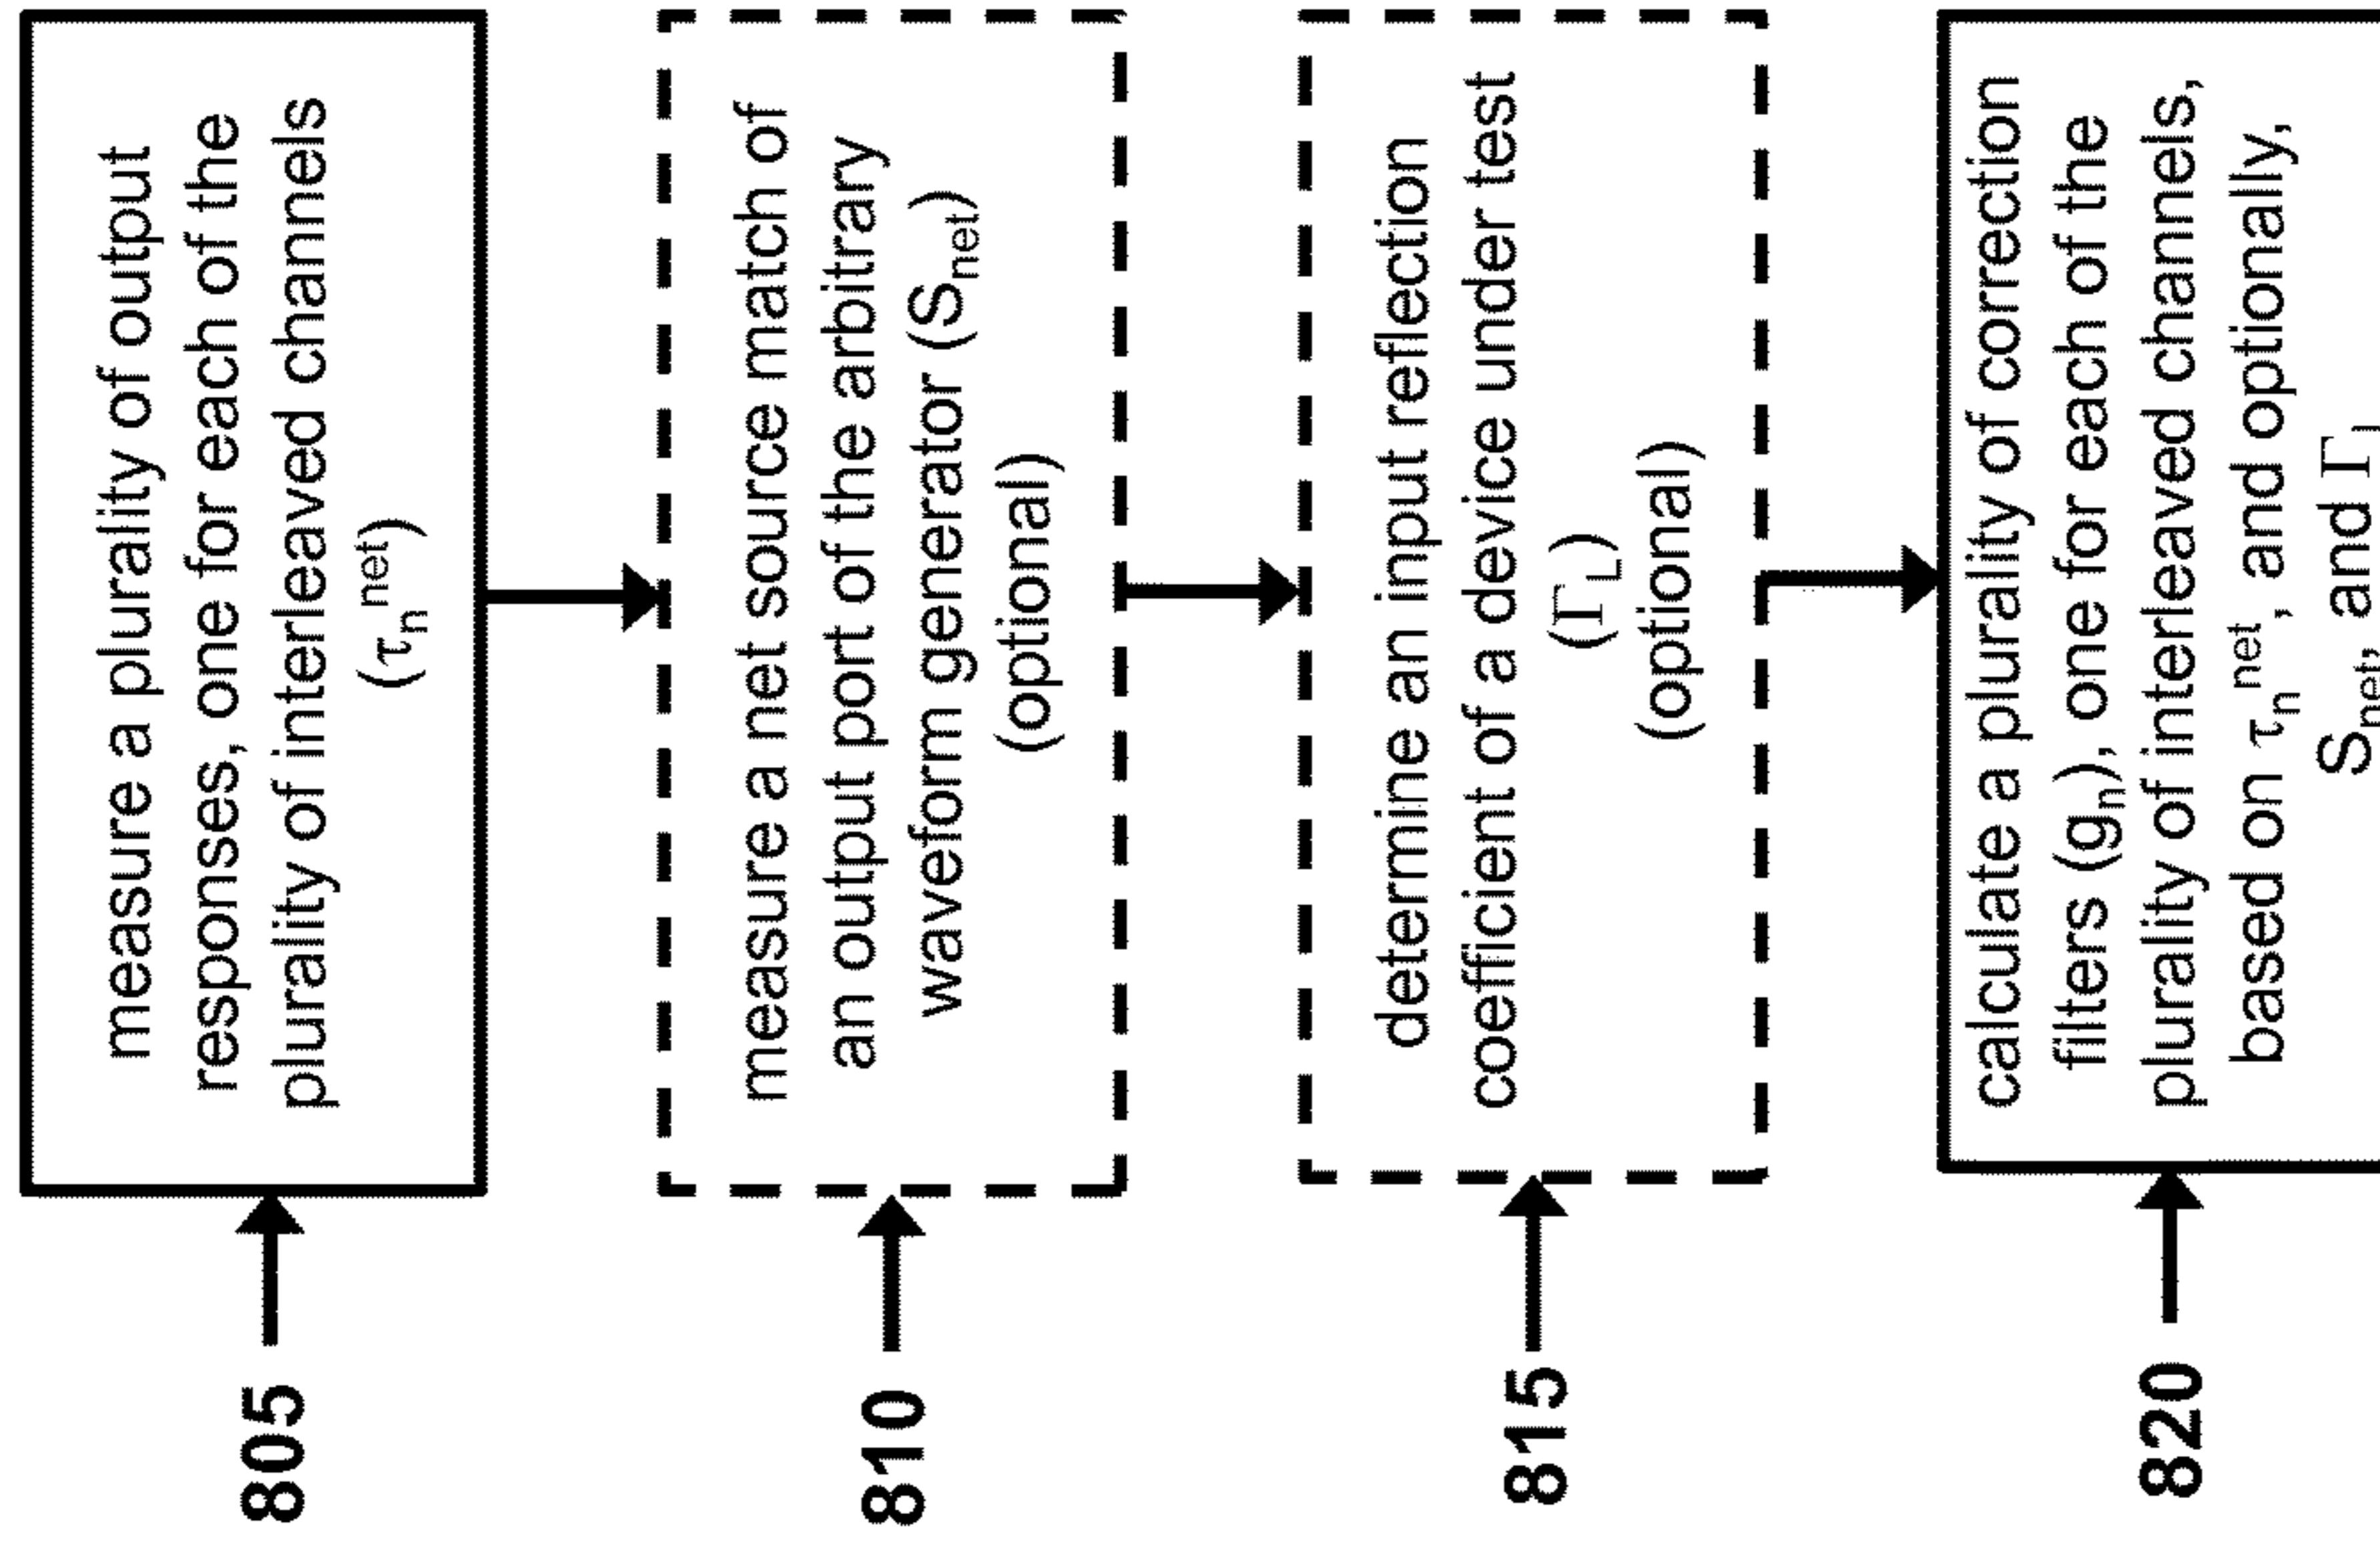 805
measure a plurality of output
responses, one for each of the
plurality of interleaved channels
(τₙⁿᵉᵗ)
810
measure a net source match of
an output port of the arbitrary
waveform generator (Sₙₑₜ)
(optional)
815
determine an input reflection
coefficient of a device under test
(Γ_L)
(optional)
820
calculate a plurality of correction
filters (gₙ), one for each of the
plurality of interleaved channels,
based on τₙⁿᵉᵗ, and optionally,
Sₙₑₜ, and Γ